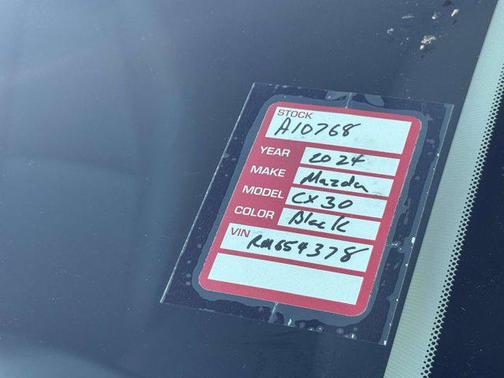 STOCK
A10768
YEAR 2024
MAKE Mazda
MODEL CX30
COLOR Black
VIN RM654378